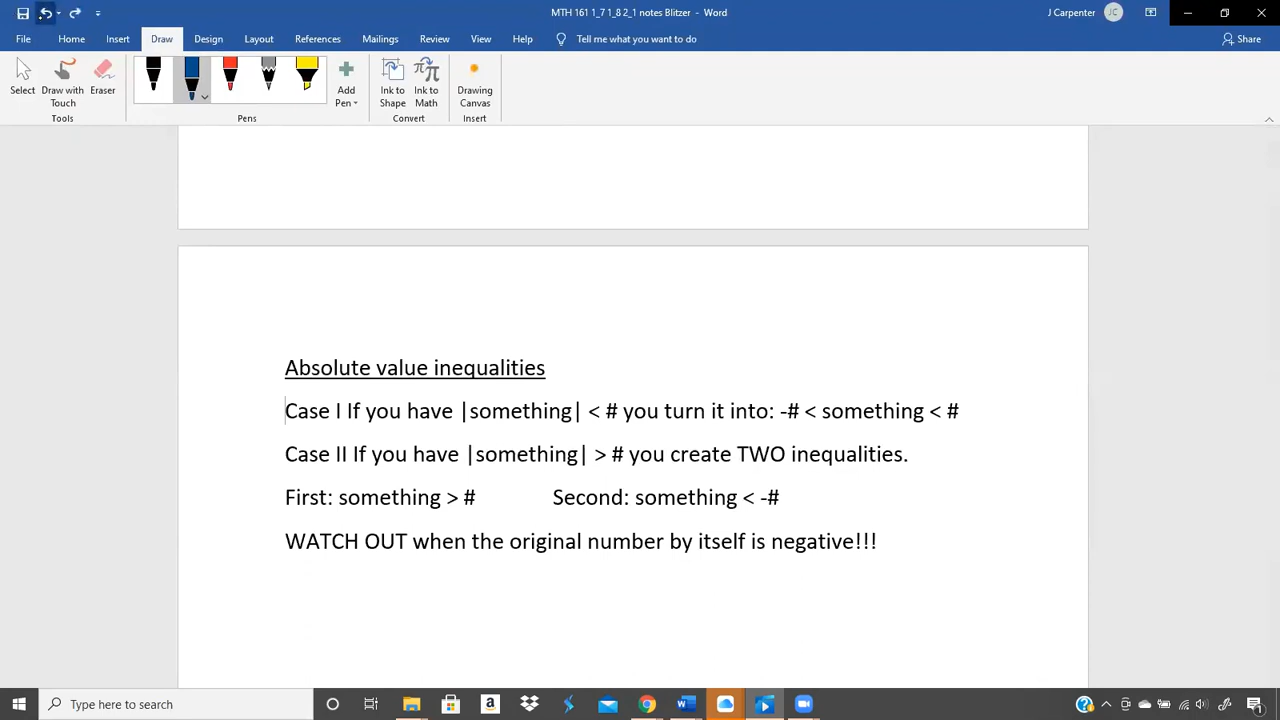 MTH 161 1_7 1_8 2_1 notes Blitzer - Word
J Carpenter JC
File Home Insert Draw Design Layout References Mailings Review View Help Tell me what you want to do Share
Select Draw with Touch Eraser Add Pen Ink to Shape Ink to Math Drawing Canvas
Tools Pens Convert Insert
Absolute value inequalities
Case I If you have |something| < # you turn it into: -# < something < #
Case II If you have |something| > # you create TWO inequalities.
First: something > # Second: something < -#
WATCH OUT when the original number by itself is negative!!!
Type here to search